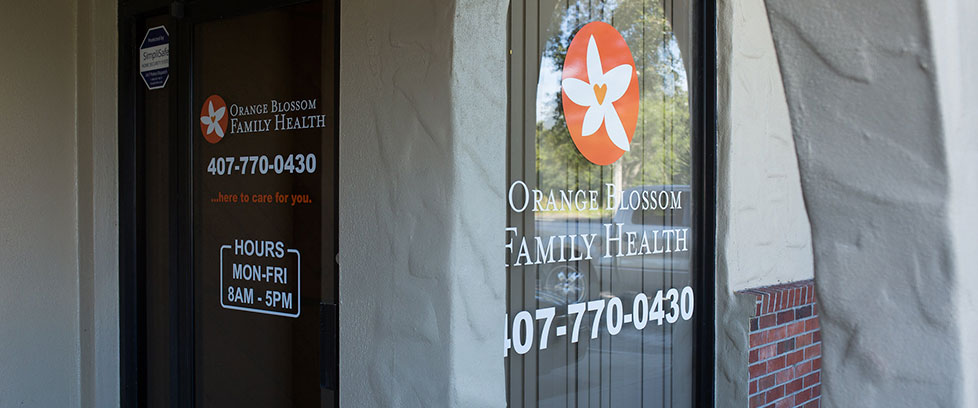 SimpliSafe
Orange Blossom
Family Health
407-770-0430
...here to care for you.
HOURS
MON-FRI
8AM - 5PM
Orange Blossom
Family Health
407-770-0430